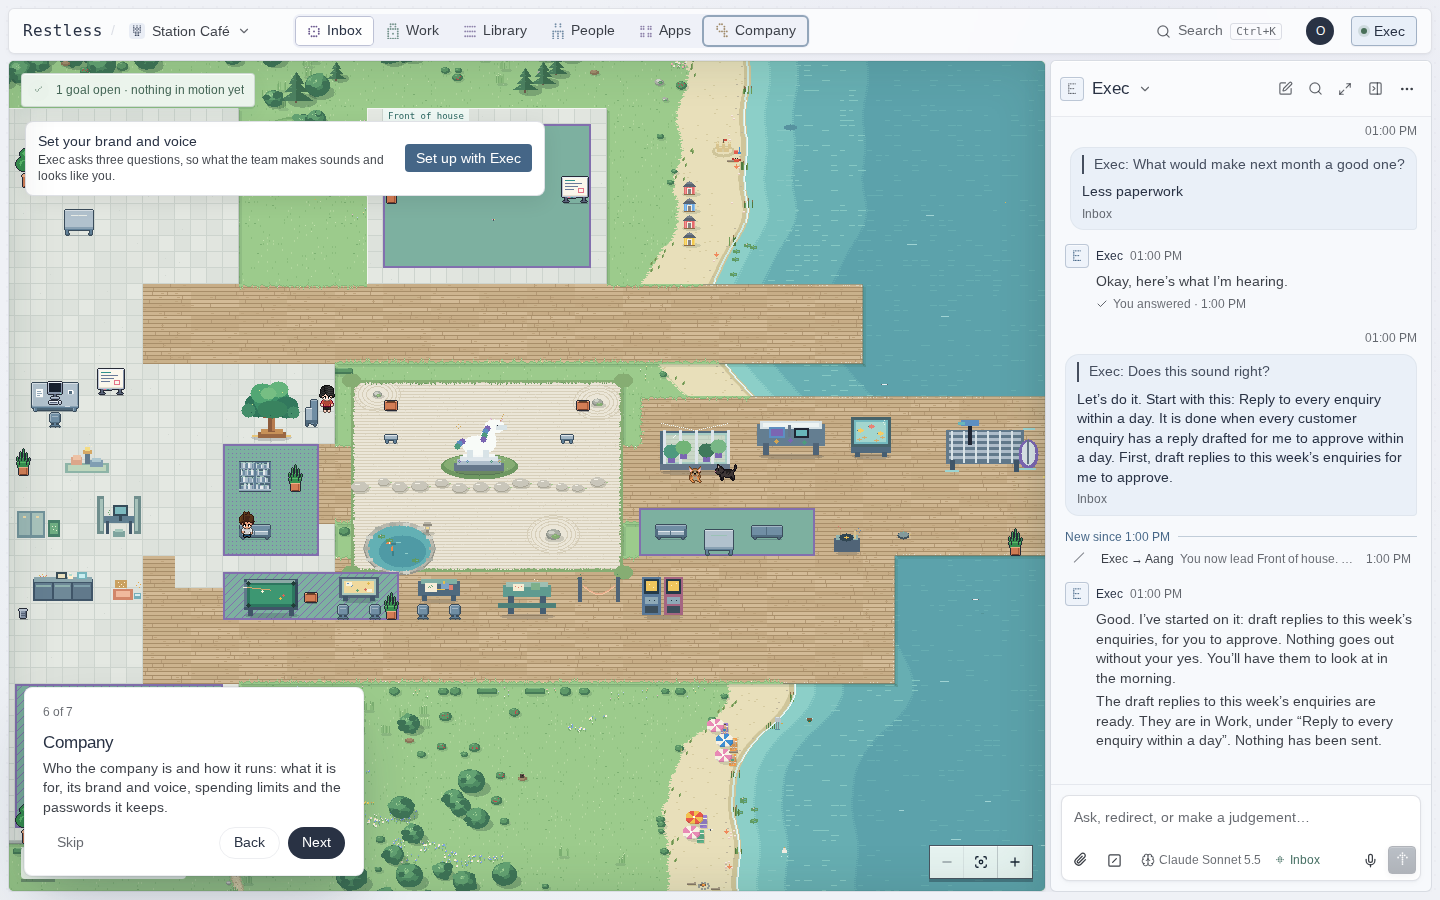 Restless / Station Café
Inbox Work Library People Apps Company
Search Ctrl+K O Exec
1 goal open · nothing in motion yet
Front of house
Set your brand and voice
Exec asks three questions, so what the team makes sounds and
looks like you.
Set up with Exec
6 of 7
Company
Who the company is and how it runs: what it is
for, its brand and voice, spending limits and the
passwords it keeps.
Skip Back Next
E Exec
01:00 PM
Exec: What would make next month a good one?
Less paperwork
Inbox
E Exec 01:00 PM
Okay, here’s what I’m hearing.
You answered · 1:00 PM
01:00 PM
Exec: Does this sound right?
Let’s do it. Start with this: Reply to every enquiry
within a day. It is done when every customer
enquiry has a reply drafted for me to approve within
a day. First, draft replies to this week’s enquiries for
me to approve.
Inbox
New since 1:00 PM
Exec → Aang You now lead Front of house. … 1:00 PM
E Exec 01:00 PM
Good. I’ve started on it: draft replies to this week’s
enquiries, for you to approve. Nothing goes out
without your yes. You’ll have them to look at in
the morning.
The draft replies to this week’s enquiries are
ready. They are in Work, under “Reply to every
enquiry within a day”. Nothing has been sent.
Ask, redirect, or make a judgement…
Claude Sonnet 5.5 Inbox